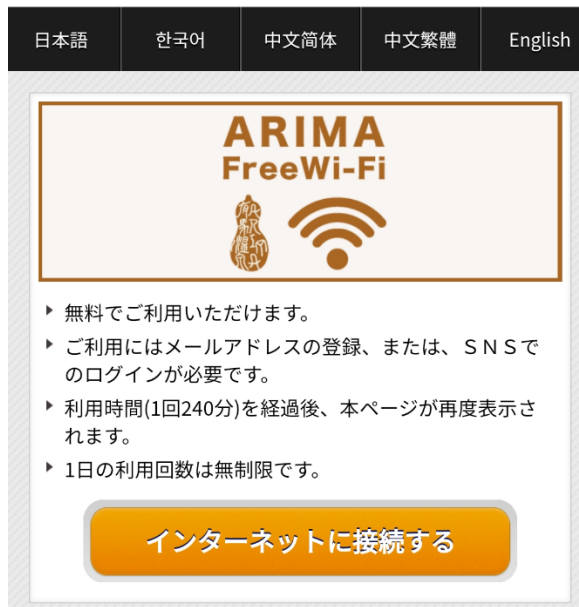 日本語
한국어
中文简体
中文繁體
English
ARIMA
FreeWi-Fi
無料でご利用いただけます。
ご利用にはメールアドレスの登録、または、ＳＮＳで
のログインが必要です。
利用時間(1回240分)を経過後、本ページが再度表示さ
れます。
1日の利用回数は無制限です。
インターネットに接続する